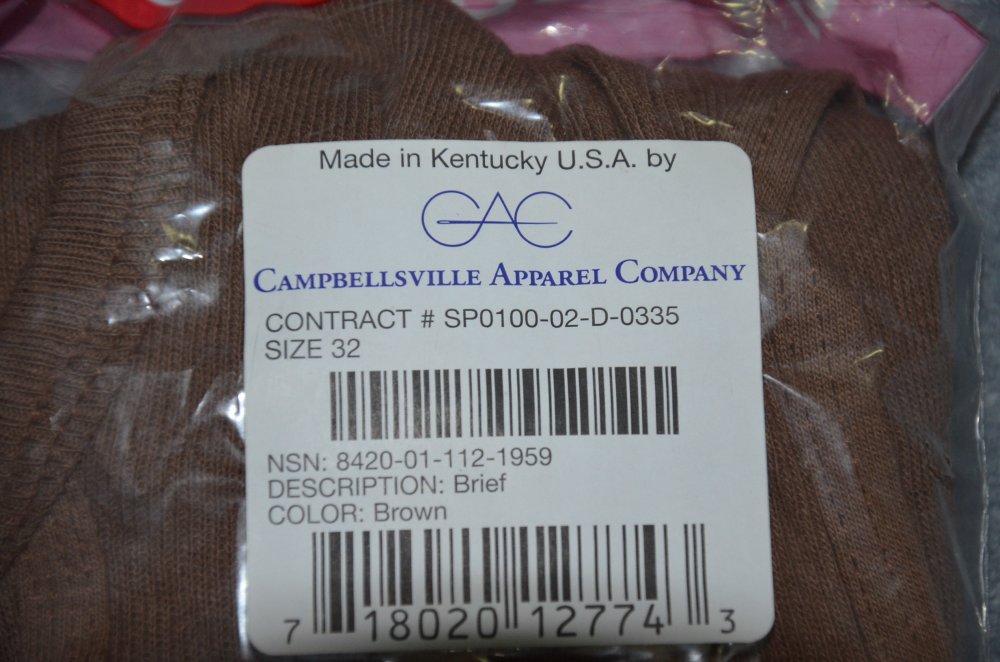 Made in Kentucky U.S.A. by
CAC
CAMPBELLSVILLE APPAREL COMPANY
CONTRACT # SP0100-02-D-0335
SIZE 32
NSN: 8420-01-112-1959
DESCRIPTION: Brief
COLOR: Brown
7 18020 12774 3